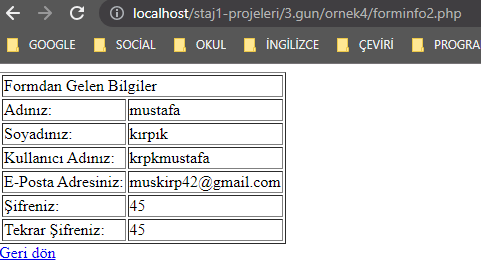 localhost/staj1-projeleri/3.gun/ornek4/forminfo2.php
GOOGLE SOCİAL OKUL İNGİLİZCE ÇEVİRİ PROGRA
Formdan Gelen Bilgiler
Adınız: mustafa
Soyadınız: kırpık
Kullanıcı Adınız: krpkmustafa
E-Posta Adresiniz: muskirp42@gmail.com
Şifreniz: 45
Tekrar Şifreniz: 45
Geri dön